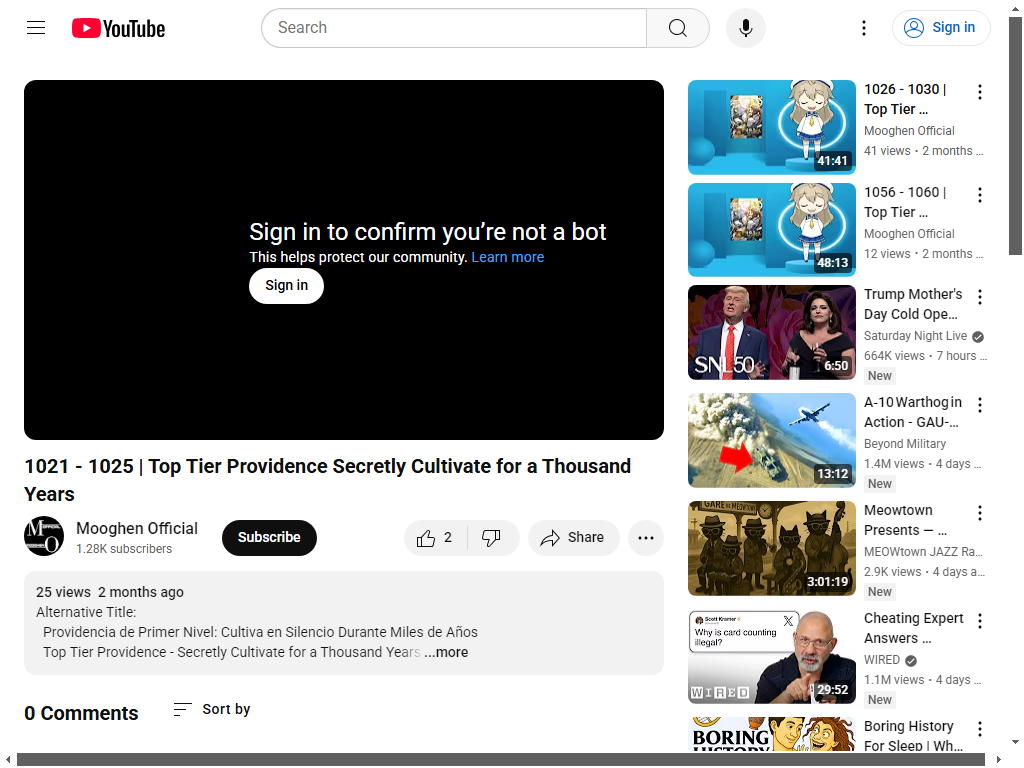 YouTube
Search
Sign in
Sign in to confirm you’re not a bot
This helps protect our community. Learn more
Sign in
1021 - 1025 | Top Tier Providence Secretly Cultivate for a Thousand
Years
Mooghen Official
1.28K subscribers
Subscribe
2
Share
25 views 2 months ago
Alternative Title:
Providencia de Primer Nivel: Cultiva en Silencio Durante Miles de Años
Top Tier Providence - Secretly Cultivate for a Thousand Years ...more
0 Comments
Sort by
41:41
1026 - 1030 |
Top Tier ...
Mooghen Official
41 views • 2 months ...
48:13
1056 - 1060 |
Top Tier ...
Mooghen Official
12 views • 2 months ...
SNL50
6:50
Trump Mother's
Day Cold Ope...
Saturday Night Live
664K views • 7 hours ...
New
13:12
A-10 Warthog in
Action - GAU-...
Beyond Military
1.4M views • 4 days ...
New
GARE DE MEOWTOWN
3:01:19
Meowtown
Presents — ...
MEOWtown JAZZ Ra...
2.9K views • 4 days a...
New
Scott Kramer
Why is card counting
illegal?
WIRED
29:52
Cheating Expert
Answers ...
WIRED
1.1M views • 4 days ...
New
BORING
HISTORY
Boring History
For Sleep | Wh...